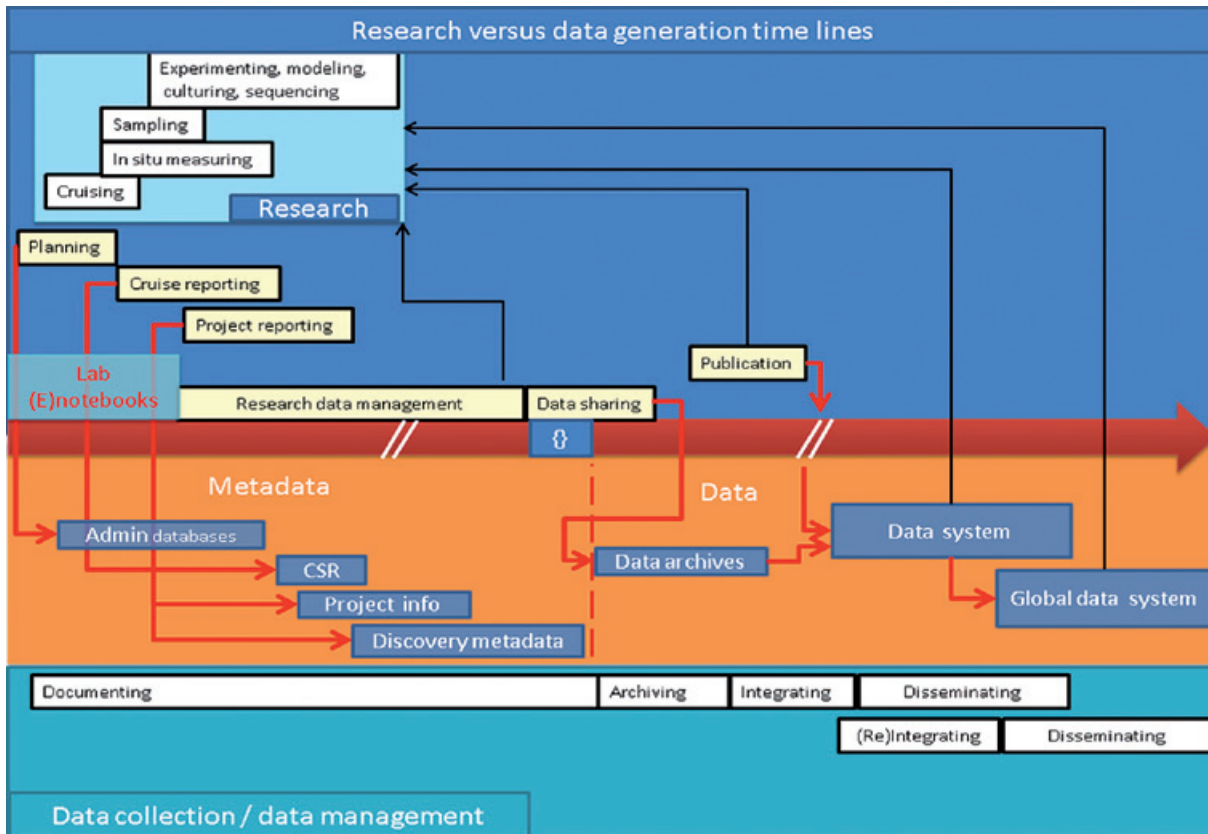 Research versus data generation time lines
Experimenting, modeling,
culturing, sequencing
Sampling
In situ measuring
Cruising
Research
Planning
Cruise reporting
Project reporting
Publication
Lab
(E)notebooks
Research data management
Data sharing
{}
Metadata
Data
Admin databases
Data system
Data archives
CSR
Project info
Global data system
Discovery metadata
Documenting
Archiving
Integrating
Disseminating
(Re)Integrating
Disseminating
Data collection / data management